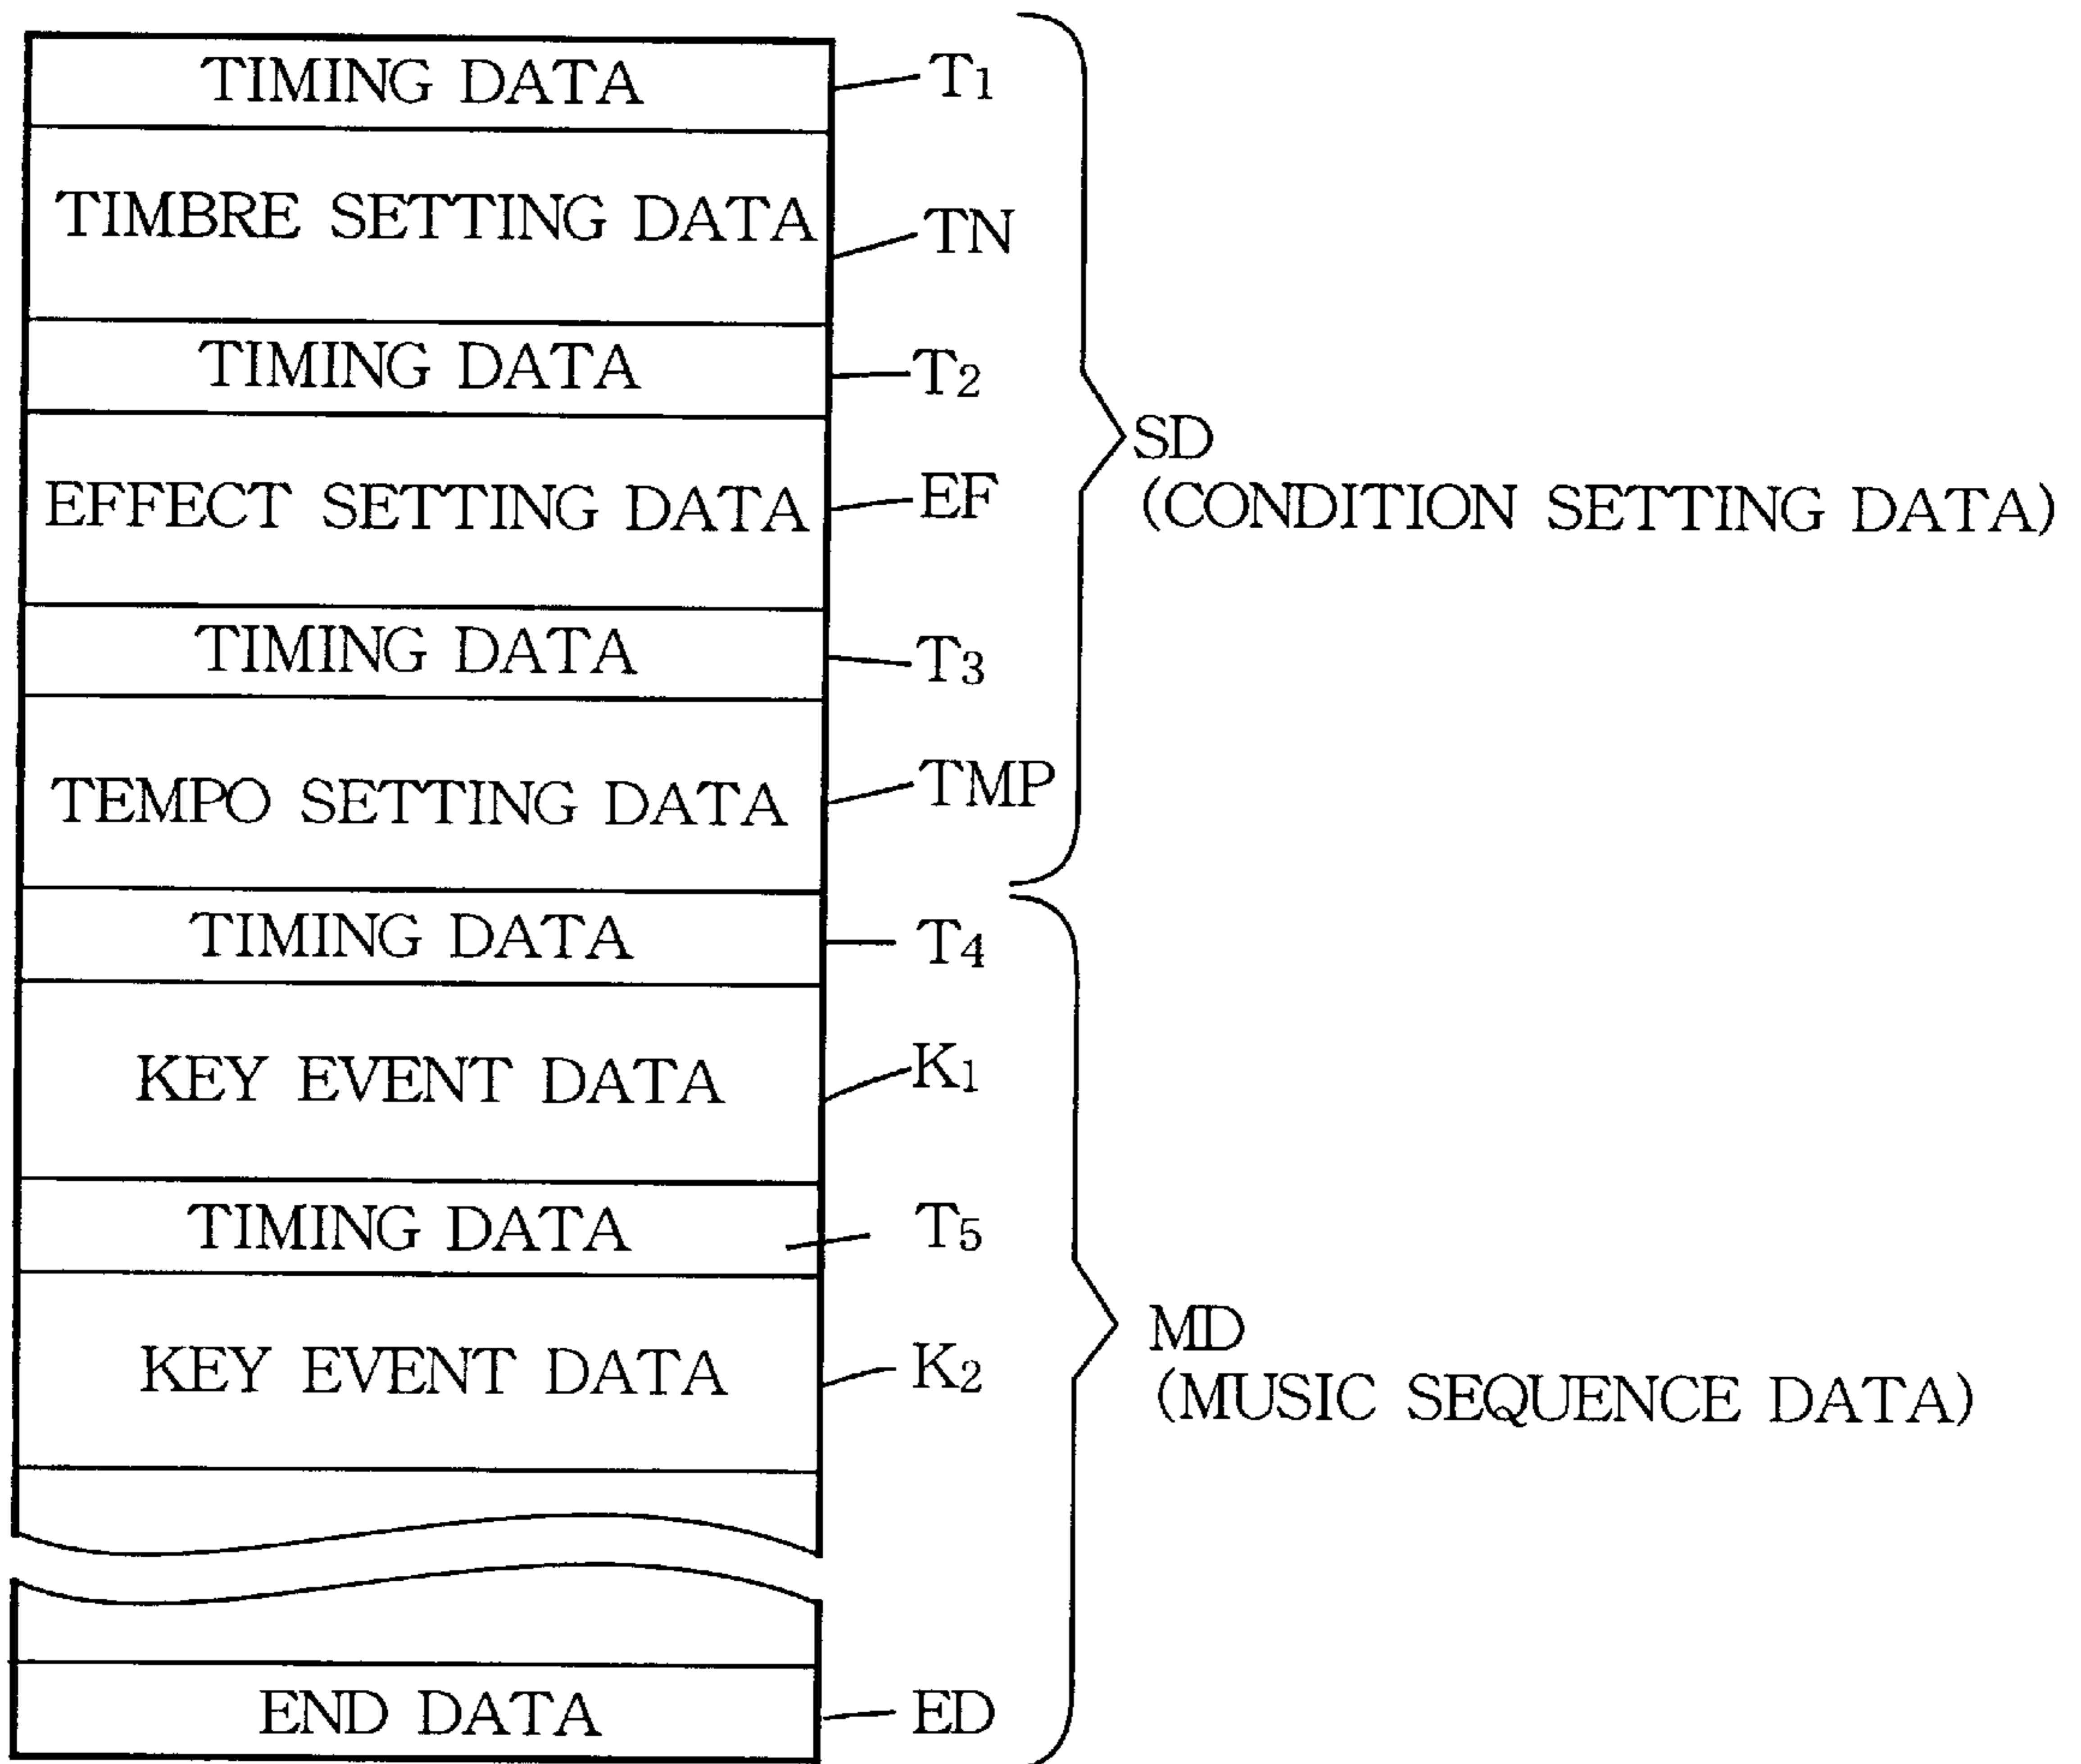 TIMING DATA T1
TIMBRE SETTING DATA TN
TIMING DATA T2
EFFECT SETTING DATA EF
TIMING DATA T3
TEMPO SETTING DATA TMP
SD
(CONDITION SETTING DATA)
TIMING DATA T4
KEY EVENT DATA K1
TIMING DATA T5
KEY EVENT DATA K2
MD
(MUSIC SEQUENCE DATA)
END DATA ED